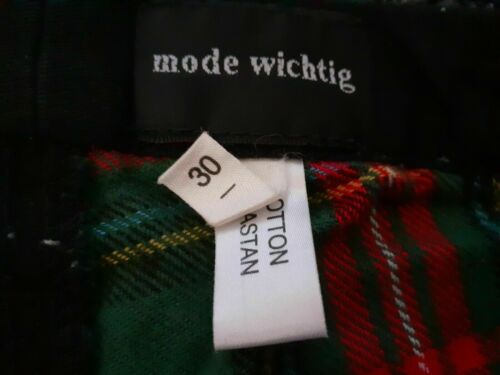 mode wichtig
30
OTTON
ASTAN